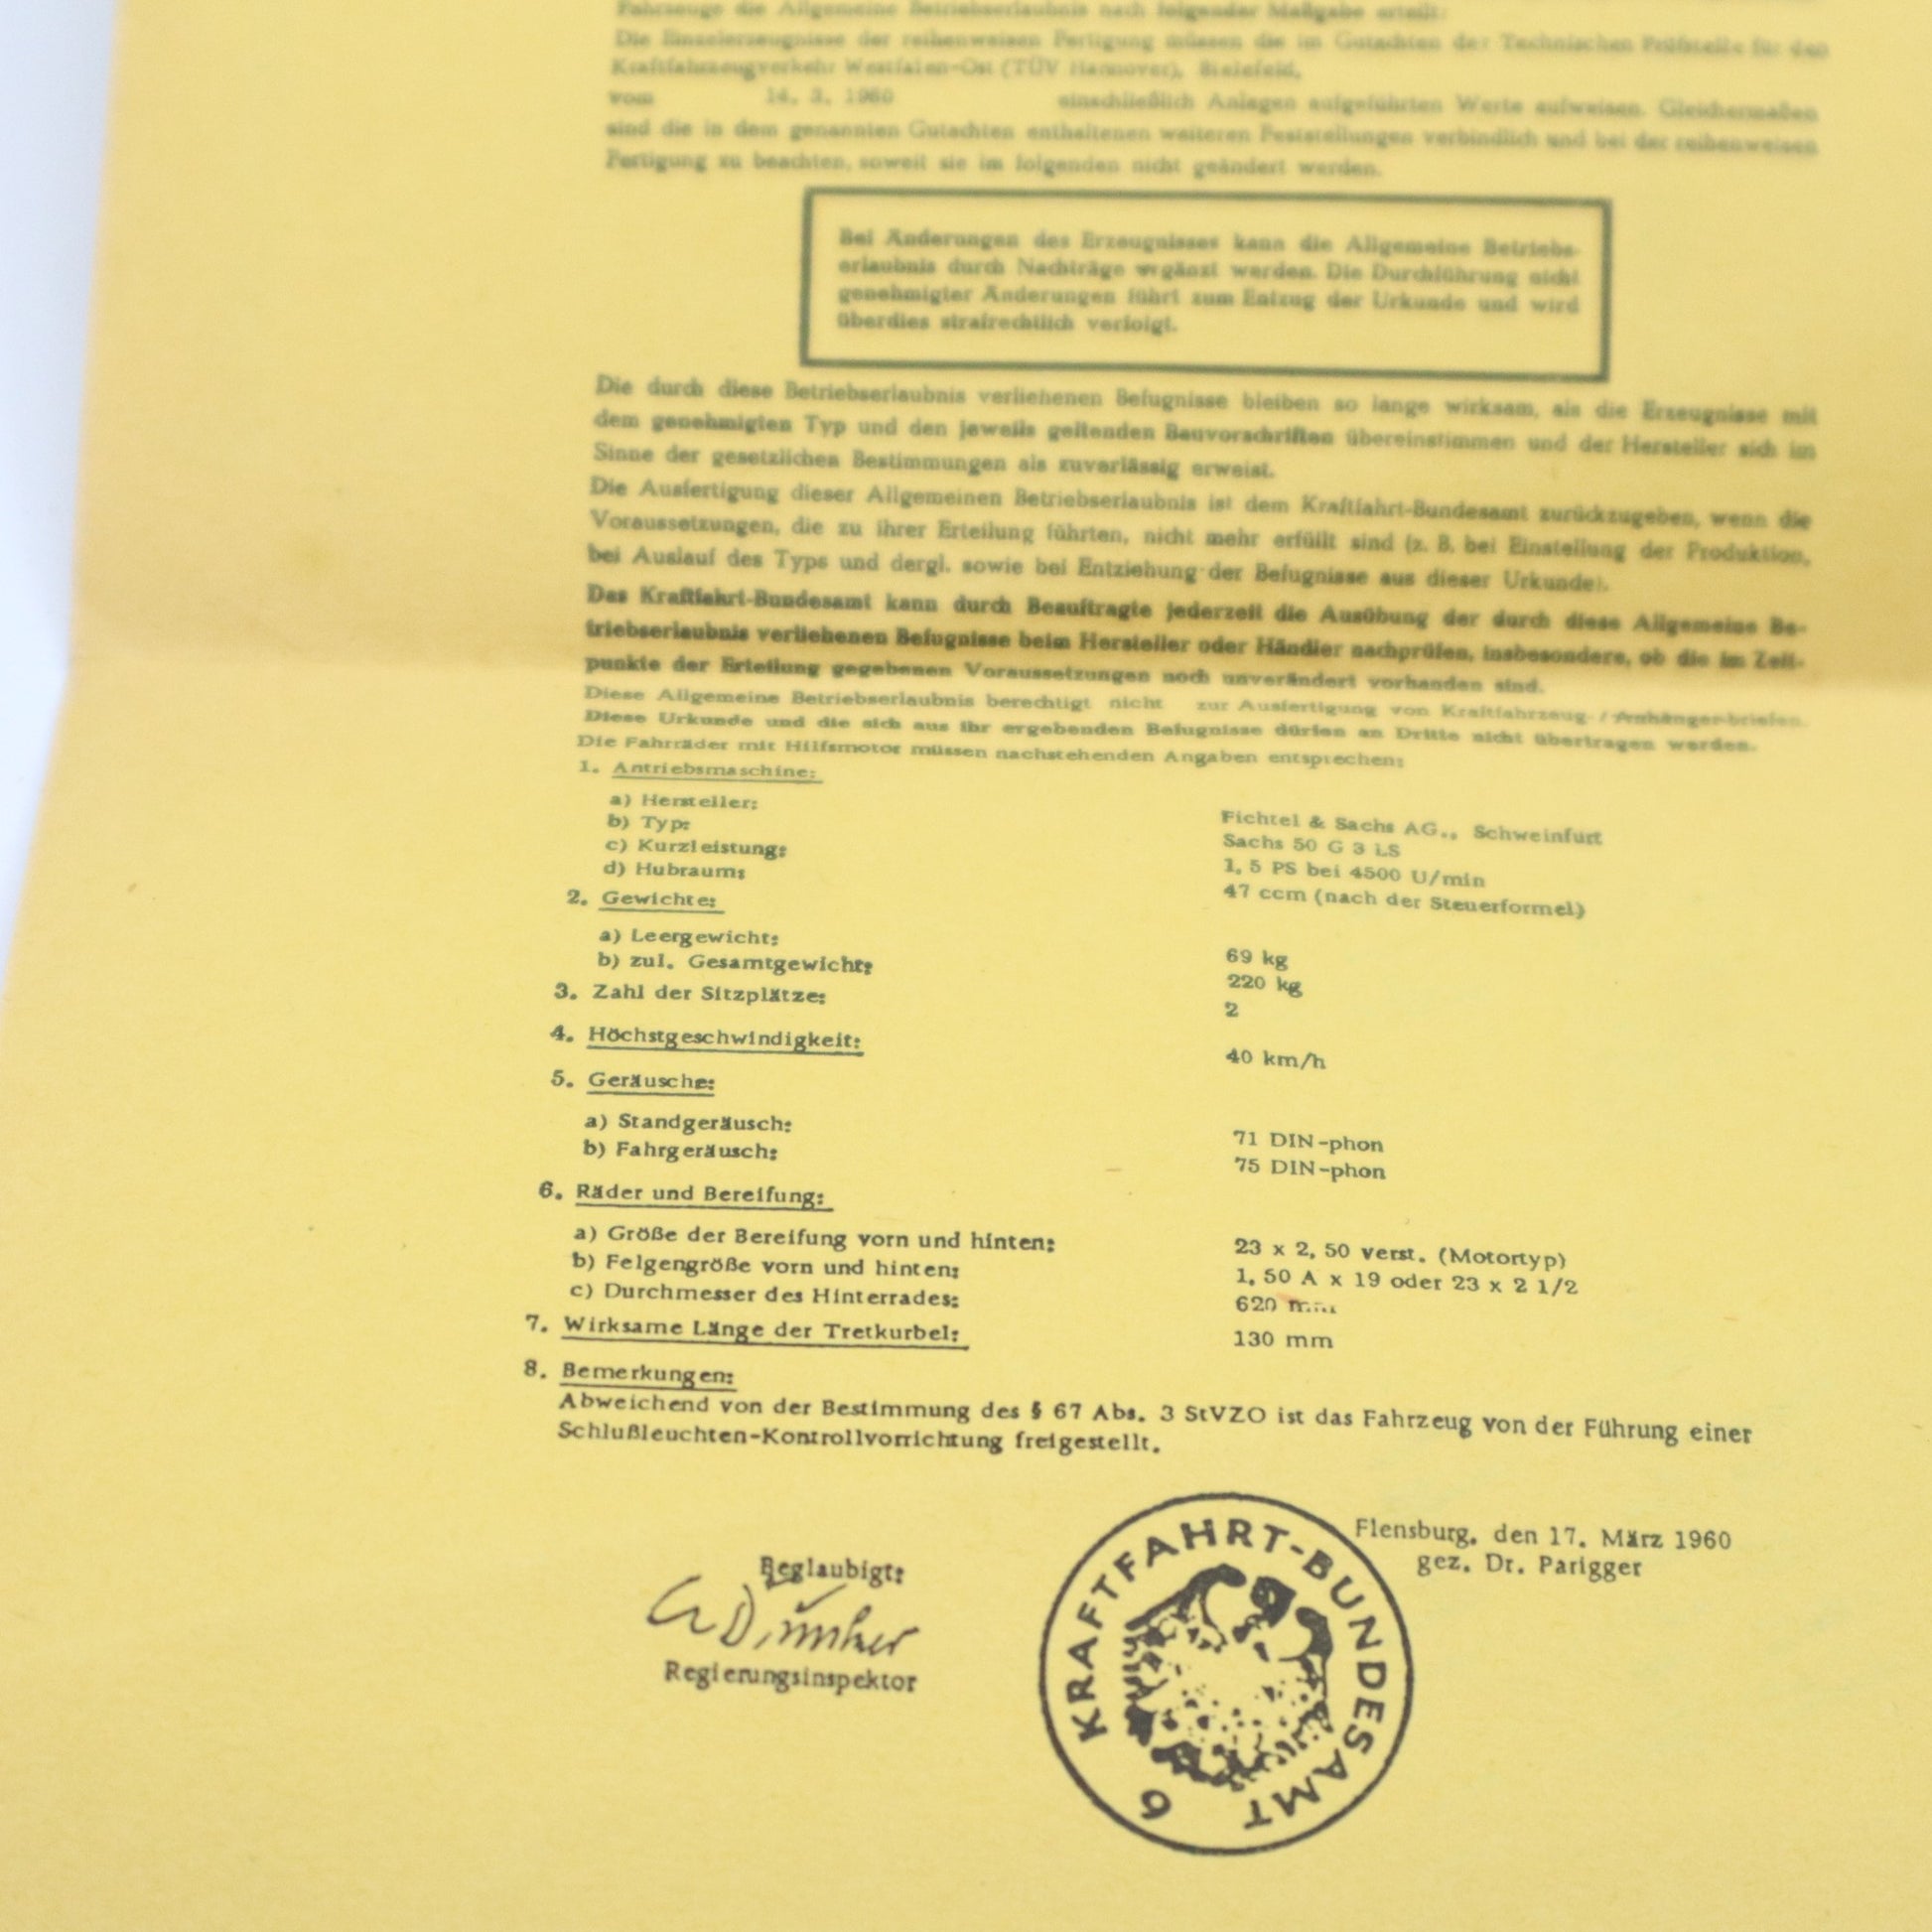 Fahrzeuge die Allgemeine Betriebserlaubnis nach folgender Maßgabe erteilt:
Die Einzelerzeugnisse der reihenweisen Fertigung müssen die im Gutachten der Technischen Prüfstelle für den
Kraftfahrzeugverkehr Westfalen-Ost (TÜV Hannover), Bielefeld,
vom 14. 3. 1960 einschließlich Anlagen aufgeführten Werte aufweisen. Gleichermaßen
sind die in dem genannten Gutachten enthaltenen weiteren Feststellungen verbindlich und bei der reihenweisen
Fertigung zu beachten, soweit sie im folgenden nicht geändert werden.
Bei Änderungen des Erzeugnisses kann die Allgemeine Betriebs-
erlaubnis durch Nachträge ergänzt werden. Die Durchführung nicht
genehmigter Änderungen führt zum Entzug der Urkunde und wird
überdies strafrechtlich verfolgt.
Die durch diese Betriebserlaubnis verliehenen Befugnisse bleiben so lange wirksam, als die Erzeugnisse mit
dem genehmigten Typ und den jeweils geltenden Bauvorschriften übereinstimmen und der Hersteller sich im
Sinne der gesetzlichen Bestimmungen als zuverlässig erweist.
Die Ausfertigung dieser Allgemeinen Betriebserlaubnis ist dem Kraftfahrt-Bundesamt zurückzugeben, wenn die
Voraussetzungen, die zu ihrer Erteilung führten, nicht mehr erfüllt sind (z. B. bei Einstellung der Produktion,
bei Auslauf des Typs und dergl. sowie bei Entziehung der Befugnisse aus dieser Urkunde).
Das Kraftfahrt-Bundesamt kann durch Beauftragte jederzeit die Ausübung der durch diese Allgemeine Be-
triebserlaubnis verliehenen Befugnisse beim Hersteller oder Händler nachprüfen, insbesondere, ob die im Zeit-
punkte der Erteilung gegebenen Voraussetzungen noch unverändert vorhanden sind.
Diese Allgemeine Betriebserlaubnis berechtigt nicht zur Ausfertigung von Kraftfahrzeug-/Anhänger-briefen.
Diese Urkunde und die sich aus ihr ergebenden Befugnisse dürfen an Dritte nicht übertragen werden.
Die Fahrräder mit Hilfsmotor müssen nachstehenden Angaben entsprechen:
1. Antriebsmaschine:
a) Hersteller: Fichtel & Sachs AG., Schweinfurt
b) Typ: Sachs 50 G 3 LS
c) Kurzleistung: 1,5 PS bei 4500 U/min
d) Hubraum: 47 ccm (nach der Steuerformel)
2. Gewichte:
a) Leergewicht: 69 kg
b) zul. Gesamtgewicht: 220 kg
3. Zahl der Sitzplätze: 2
4. Höchstgeschwindigkeit: 40 km/h
5. Geräusche:
a) Standgeräusch: 71 DIN-phon
b) Fahrgeräusch: 75 DIN-phon
6. Räder und Bereifung:
a) Größe der Bereifung vorn und hinten: 23 x 2,50 verst. (Motortyp)
b) Felgengröße vorn und hinten: 1,50 A x 19 oder 23 x 2 1/2
c) Durchmesser des Hinterrades: 620 mm
7. Wirksame Länge der Tretkurbel: 130 mm
8. Bemerkungen:
Abweichend von der Bestimmung des § 67 Abs. 3 StVZO ist das Fahrzeug von der Führung einer
Schlußleuchten-Kontrollvorrichtung freigestellt.
Flensburg, den 17. März 1960
gez. Dr. Parigger
Beglaubigt:
Regierungsinspektor
KRAFTFAHRT-BUNDESAMT
6